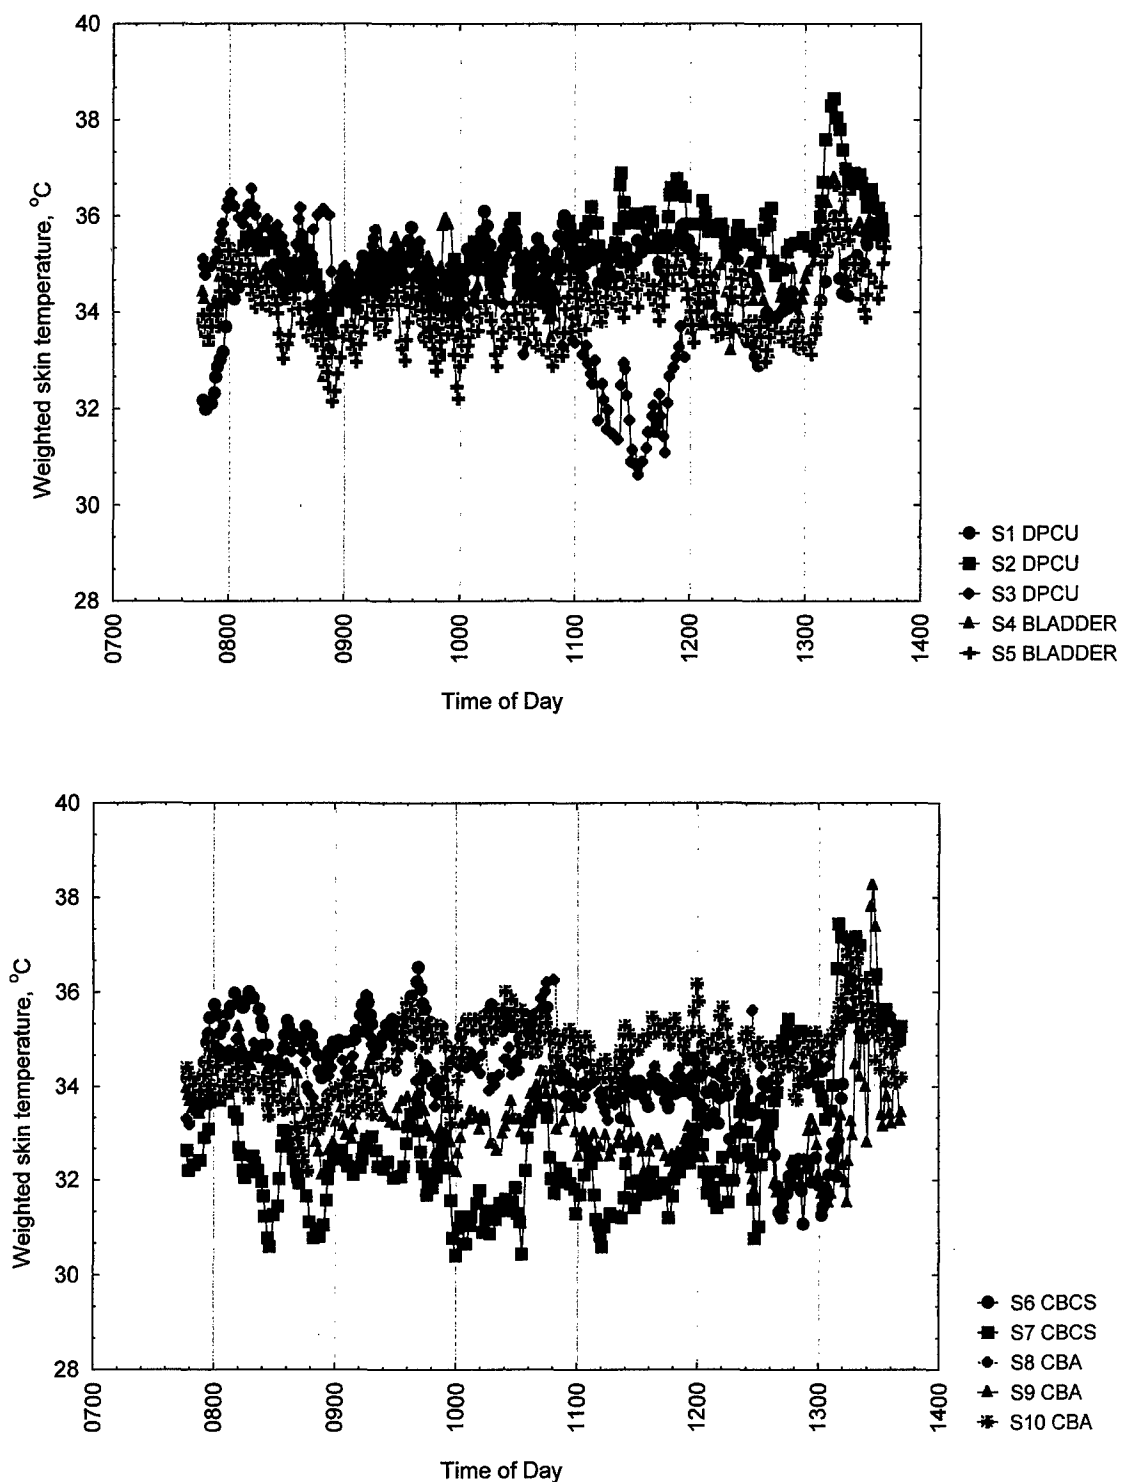 40
38
36
34
32
30
28
Weighted skin temperature, °C
0700
0800
0900
1000
1100
1200
1300
1400
Time of Day
S1 DPCU
S2 DPCU
S3 DPCU
S4 BLADDER
S5 BLADDER
40
38
36
34
32
30
28
Weighted skin temperature, °C
0700
0800
0900
1000
1100
1200
1300
1400
Time of Day
S6 CBCS
S7 CBCS
S8 CBA
S9 CBA
S10 CBA